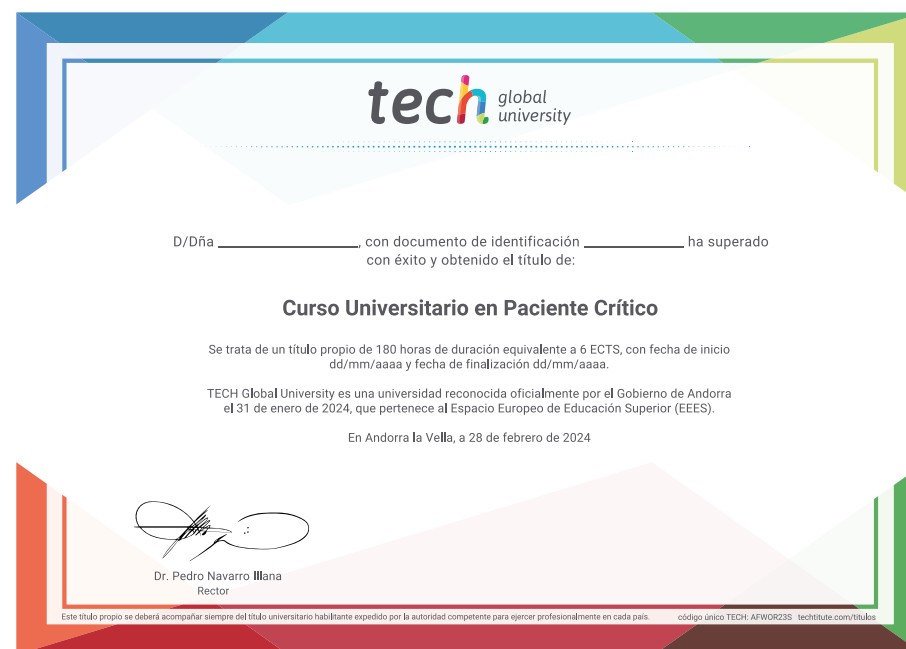 tech global
university
D/Dña ______________, con documento de identificación __________ ha superado
con éxito y obtenido el título de:
Curso Universitario en Paciente Crítico
Se trata de un título propio de 180 horas de duración equivalente a 6 ECTS, con fecha de inicio
dd/mm/aaaa y fecha de finalización dd/mm/aaaa.
TECH Global University es una universidad reconocida oficialmente por el Gobierno de Andorra
el 31 de enero de 2024, que pertenece al Espacio Europeo de Educación Superior (EEES).
En Andorra la Vella, a 28 de febrero de 2024
Dr. Pedro Navarro Illana
Rector
Este título propio se deberá acompañar siempre del título universitario habilitante expedido por la autoridad competente para ejercer profesionalmente en cada país. código único TECH: AFWOR23S techtitute.com/titulos